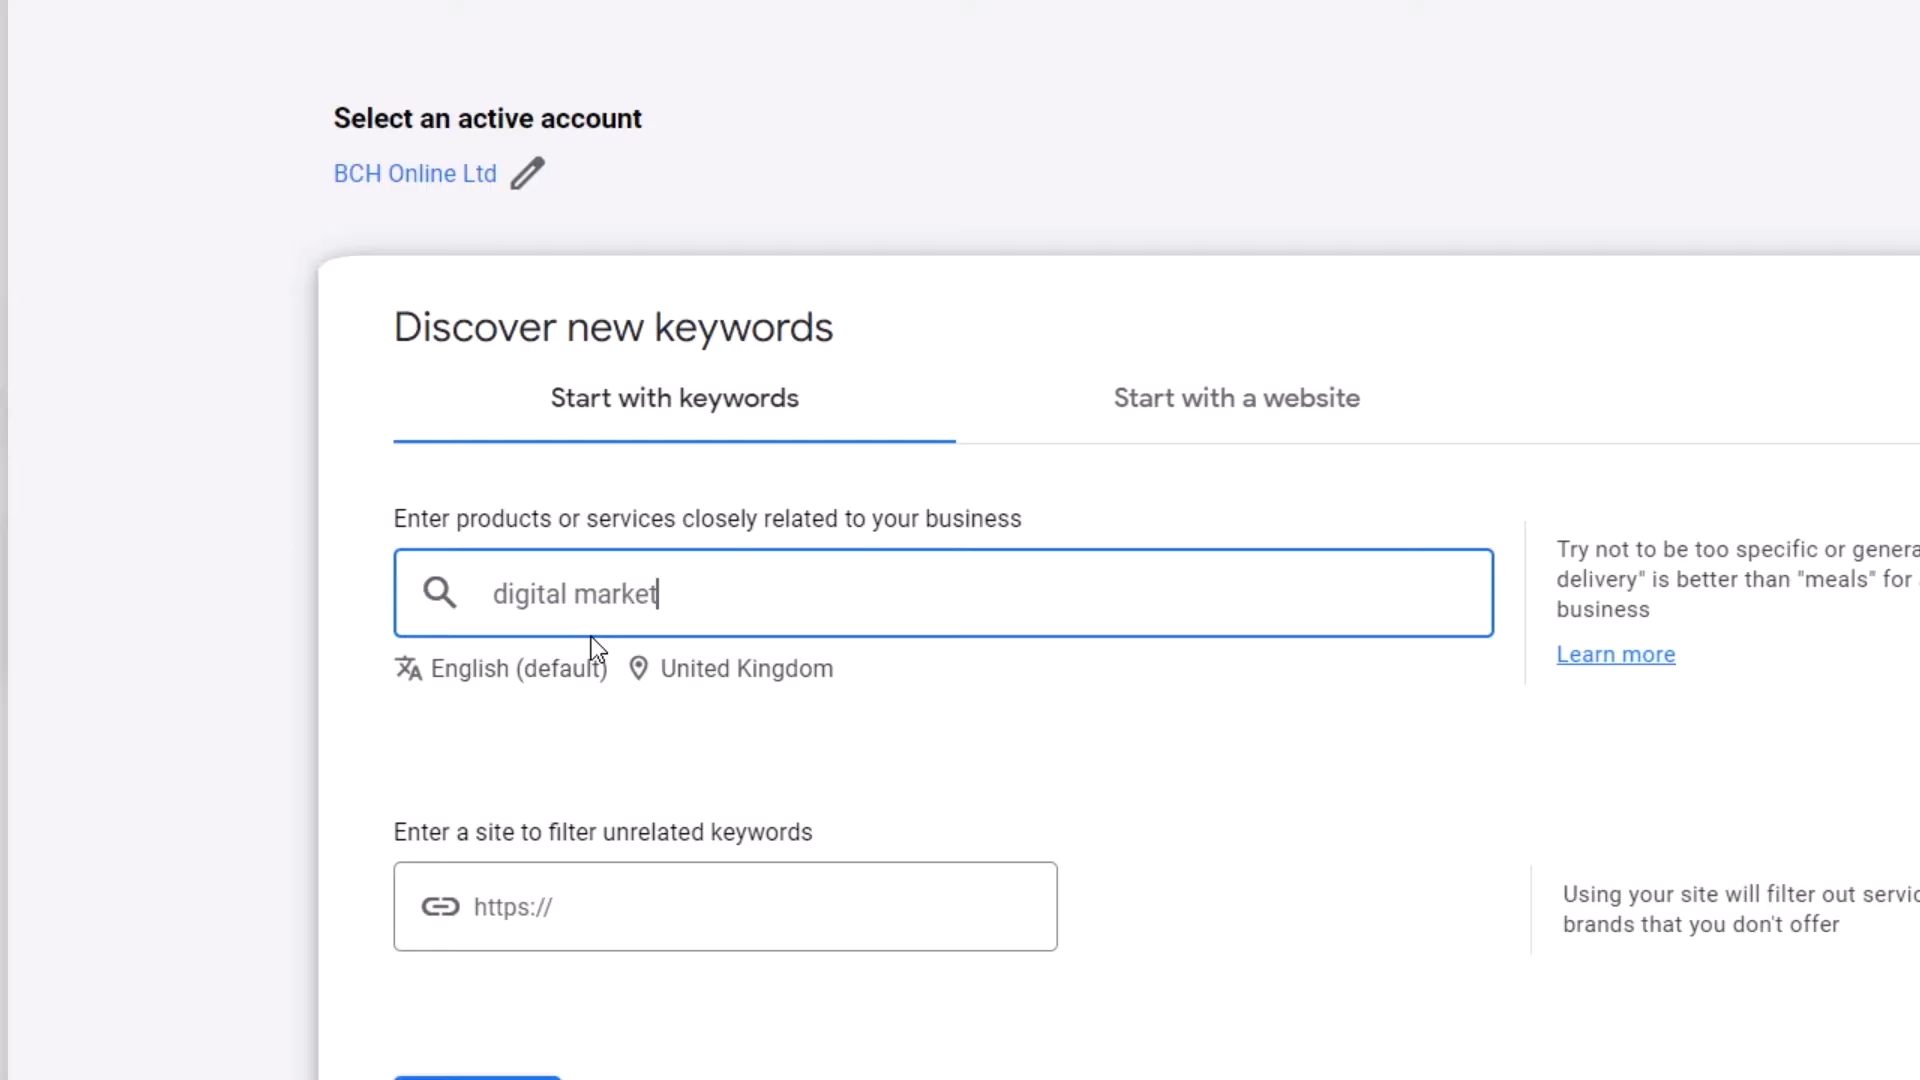 Select an active account
BCH Online Ltd
Discover new keywords
Start with keywords
Start with a website
Enter products or services closely related to your business
digital market
English (default)
United Kingdom
Try not to be too specific or genera
delivery" is better than "meals" for
business
Learn more
Enter a site to filter unrelated keywords
https://
Using your site will filter out servic
brands that you don't offer